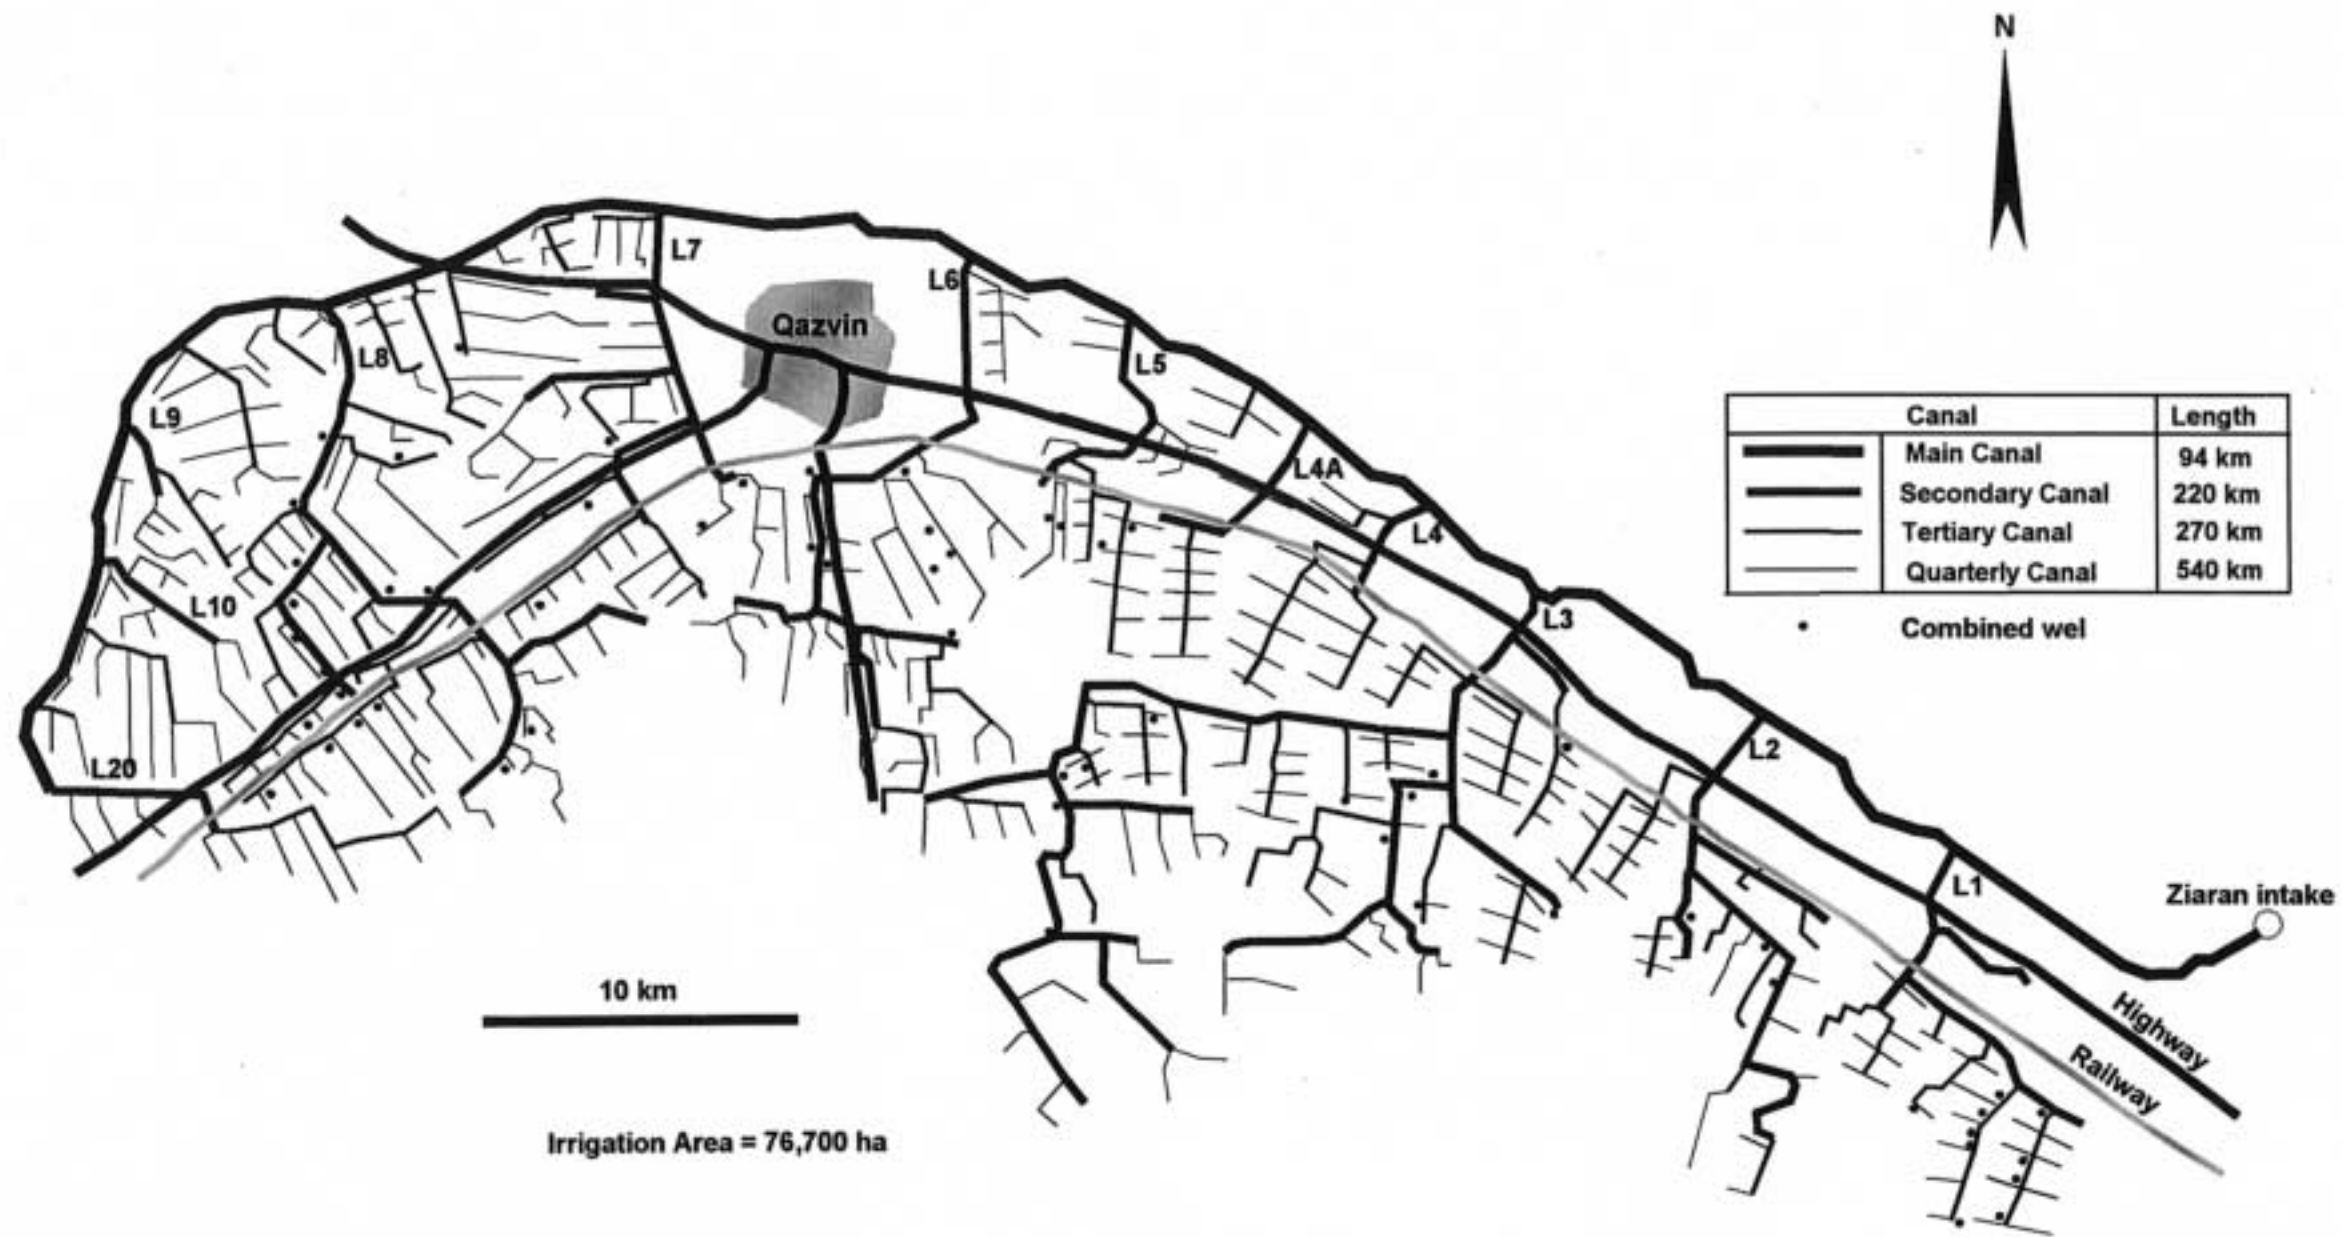 N
L7
L6
Qazvin
L8
L5
L9
L4A
L4
L10
L3
L20
L2
L1
Canal Length
Main Canal 94 km
Secondary Canal 220 km
Tertiary Canal 270 km
Quarterly Canal 540 km
Combined wel
Ziaran intake
Highway
Railway
10 km
Irrigation Area = 76,700 ha